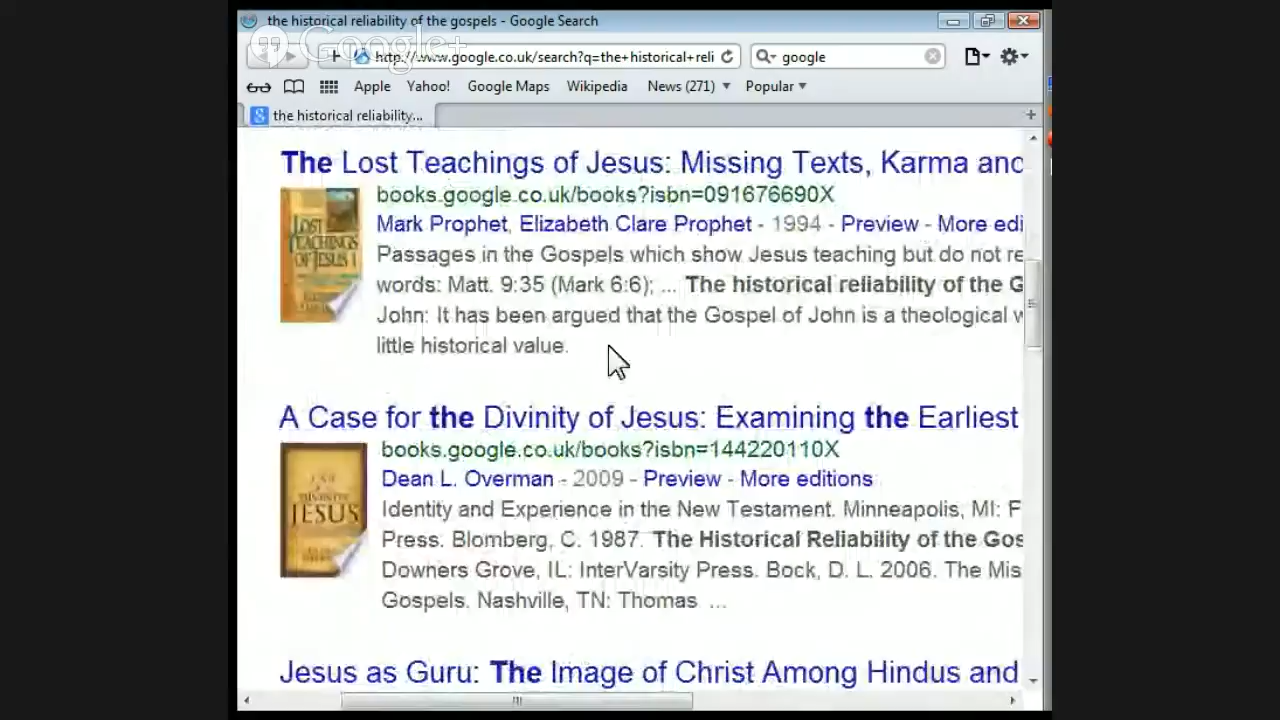 the historical reliability of the gospels - Google Search
Google+
http://www.google.co.uk/search?q=the+historical+reli
google
Apple Yahoo! Google Maps Wikipedia News (271) Popular
the historical reliability...
The Lost Teachings of Jesus: Missing Texts, Karma and
books.google.co.uk/books?isbn=091676690X
Mark Prophet, Elizabeth Clare Prophet - 1994 - Preview - More edi
Passages in the Gospels which show Jesus teaching but do not re
words: Matt. 9:35 (Mark 6:6); ... The historical reliability of the G
John: It has been argued that the Gospel of John is a theological w
little historical value.
LOST
TEACHINGS
OF JESUS 1
A Case for the Divinity of Jesus: Examining the Earliest
books.google.co.uk/books?isbn=144220110X
Dean L. Overman - 2009 - Preview - More editions
Identity and Experience in the New Testament. Minneapolis, MI: F
Press. Blomberg, C. 1987. The Historical Reliability of the Gos
Downers Grove, IL: InterVarsity Press. Bock, D. L. 2006. The Mis
Gospels. Nashville, TN: Thomas ...
JESUS
Jesus as Guru: The Image of Christ Among Hindus and